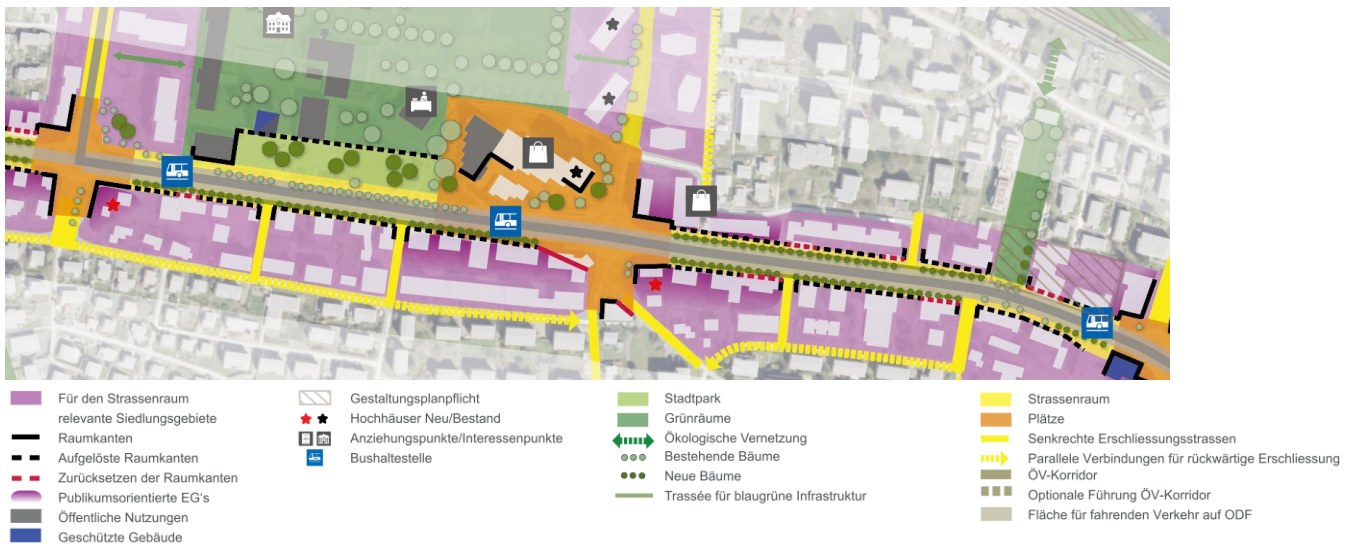 Für den Strassenraum
relevante Siedlungsgebiete
Raumkanten
Aufgelöste Raumkanten
Zurücksetzen der Raumkanten
Publikumsorientierte EG's
Öffentliche Nutzungen
Geschützte Gebäude
Gestaltungsplanpflicht
Hochhäuser Neu/Bestand
Anziehungspunkte/Interessenpunkte
Bushaltestelle
Stadtpark
Grünräume
Ökologische Vernetzung
Bestehende Bäume
Neue Bäume
Trassée für blaugrüne Infrastruktur
Strassenraum
Plätze
Senkrechte Erschliessungsstrassen
Parallele Verbindungen für rückwärtige Erschliessung
ÖV-Korridor
Optionale Führung ÖV-Korridor
Fläche für fahrenden Verkehr auf ODF